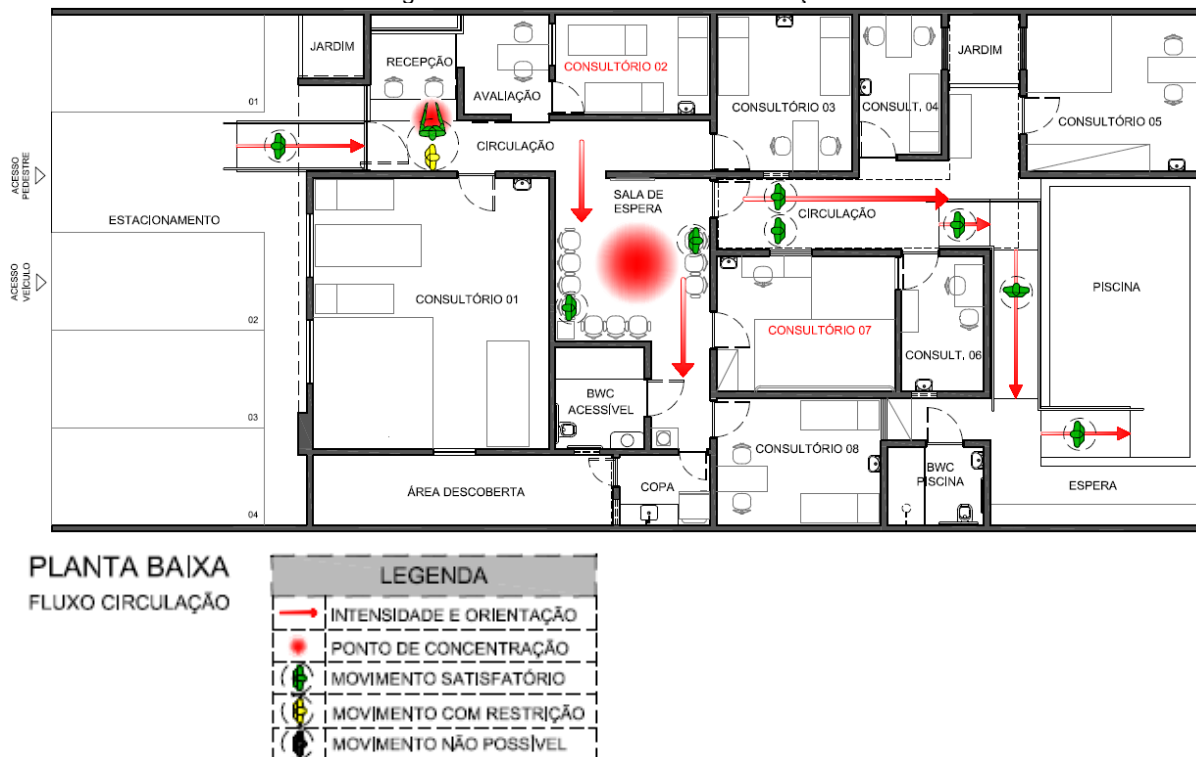 JARDIM
RECEPÇÃO
AVALIAÇÃO
CONSULTÓRIO 02
CONSULTÓRIO 03
CONSULT. 04
JARDIM
CONSULTÓRIO 05
01
CIRCULAÇÃO
ACESSO
PEDESTRE
ESTACIONAMENTO
SALA DE
ESPERA
CIRCULAÇÃO
ACESSO
VEÍCULO
CONSULTÓRIO 01
PISCINA
02
CONSULTÓRIO 07
CONSULT. 06
BWC
ACESSÍVEL
03
CONSULTÓRIO 08
BWC
PISCINA
ESPERA
ÁREA DESCOBERTA
COPA
04
PLANTA BAIXA
FLUXO CIRCULAÇÃO
LEGENDA
INTENSIDADE E ORIENTAÇÃO
PONTO DE CONCENTRAÇÃO
MOVIMENTO SATISFATÓRIO
MOVIMENTO COM RESTRIÇÃO
MOVIMENTO NÃO POSSÍVEL